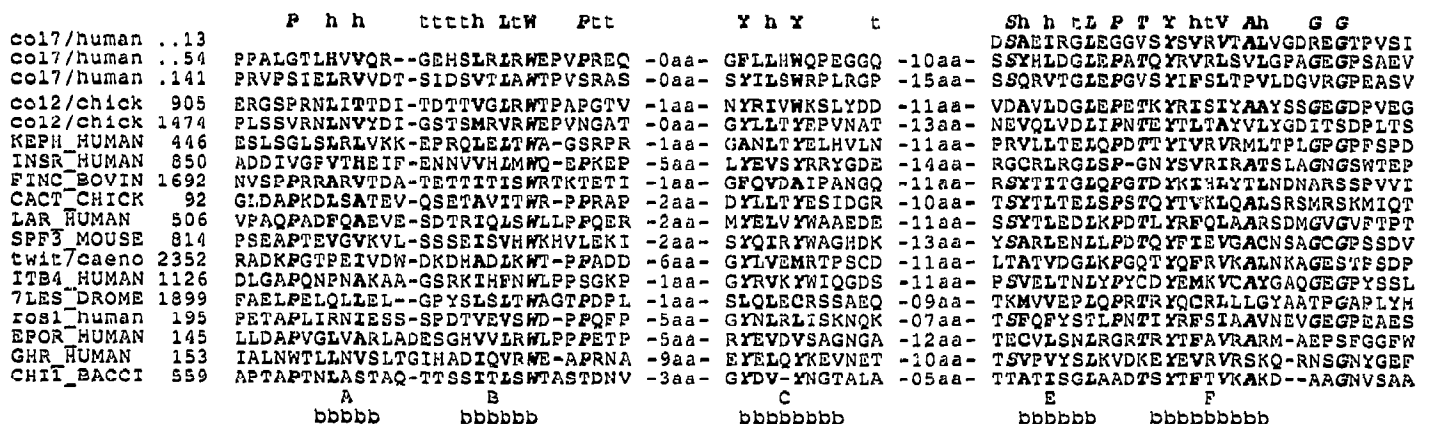 P h h tttth LtW Ptt Y h Y t Sh h tL P T Y htV Ah G G
col7/human ..13 DSAEIRGLEGGVSYSVRVTALVGDREGTPVSI
col7/human ..54 PPALGTLHVVQR--GEHSLRLRWEPVPREQ -0aa- GFLLHWQPEGGQ -10aa- SSYHLDGLEPATQYRVRLSVLGPAGEGPSAEV
col7/human .141 PRVPSIELRVVDT-SIDSVTLAWTPVSRAS -0aa- SYILSWRPLRGP -15aa- SSQRVTGLEPGVSYIFSLTPVLDGVRGPEASV
col2/chick 905 ERGSPRNLITTDI-TDTTVGLRWTPAPGTV -1aa- NYRIVWKSLYDD -11aa- VDAVLDGLEPETKYRISIYAAYSSGEGDPVEG
col2/chick 1474 PLSSVRNLNVYDI-GSTSMRVRWEPVNGAT -0aa- GYLLTYEPVNAT -13aa- NEVQLVDLIPNTEYTLTAYVLYGDITSDPLTS
KEPH_HUMAN 446 ESLSGLSLRLVKK-EPRQLELTWA-GSRPR -1aa- GANLTYELHVLN -11aa- PRVLLTELQPDTTYIVRVRMLTPLGPGPFSPD
INSR_HUMAN 850 ADDIVGPVTHEIF-ENNVVHLMWQ-EPKEP -5aa- LYEVSYRRYGDE -14aa- RGCRLRGLSP-GNYSVRIRATSLAGNGSWTEP
FINC_BOVIN 1692 NVSPPRRARVTDA-TETTITISWRTKTETI -1aa- GFQVDAIPANGQ -11aa- RSYTITGLQPGTDYKIHLYTLNDNARSSPVVI
CACT_CHICK 92 GLDAPKDLSATEV-QSETAVITWR-PPRAP -2aa- DYLLTYESIDGR -10aa- TSYTLTELSPSTQYTVKLQALSRSMRSKMIQT
LAR_HUMAN 506 VPAQPADFQAEVE-SDTRIQLSWLLPPQER -2aa- MYELVYWAAEDE -11aa- SSYTLEDLKPDTLYRFQLAARSDMGVGVFTPT
SPF3_MOUSE 814 PSEAPTEVGVKVL-SSSEISVHWKHVLEKI -2aa- SYQIRYWAGHDK -13aa- YSARLENLLPDTQYFIEVGACNSAGCGPSSDV
twit7caeno 2352 RADKPGTPEIVDW-DKDHADLKWT-PPADD -6aa- GYLVEMRTPSCD -11aa- LTATVDGLKPGQTYQFRVKALNKAGESTPSDP
ITB4_HUMAN 1126 DLGAPQNPNAKAA-GSRKIHFNWLPPSGKP -1aa- GYRVKYWIQGDS -11aa- PSVELTNLYPYCDYEMKVCAYGAQGEGPYSSL
7LES_DROME 1899 FAELPELQLLEL--GPYSLSLTWAGTPDPL -1aa- SLQLECRSSAEQ -09aa- TKMVVEPLQPRTRYQCRLLLGYAATPGAPLYH
ros1_human 195 PETAPLIRNIESS-SPDTVEVSWD-PPQFP -5aa- GYNLRLISKNQK -07aa- TSFQFYSTLPNTIYRFSIAAVNEVGEGPEAES
EPOR_HUMAN 145 LLDAPVGLVARLADESGHVVLRWLPPPETP -5aa- RYEVDVSAGNGA -12aa- TECVLSNLRGRTRYTFAVRARM-AEPSFGGFW
GHR_HUMAN 153 IALNWTLLNVSLTGIHADIQVRWE-APRNA -9aa- EYELQYKEVNET -10aa- TSVPVYSLKVDKEYEVRVRSKQ-RNSGNYGEF
CHI1_BACCI 559 APTAPTNLASTAQ-TTSSITLSWTASTDNV -3aa- GYDV-YNGTALA -05aa- TTATISGLAADTSYTFTVKAKD--AAGNVSAA
A B C E F
bbbbb bbbbbb bbbbbbbb bbbbbb bbbbbbbbb